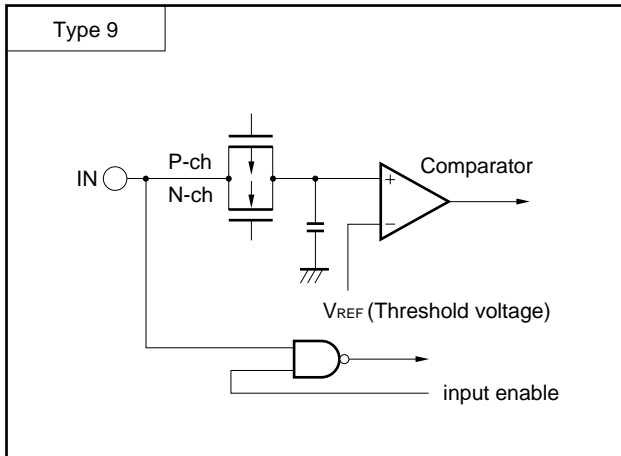 Type 9
P-ch
IN
N-ch
Comparator
+
−
VREF (Threshold voltage)
input enable